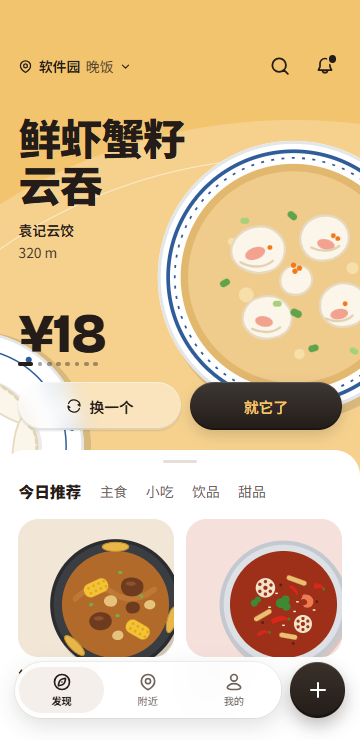 软件园 晚饭
鲜虾蟹籽
云吞
袁记云饺
320 m
¥18
换一个
就它了
今日推荐 主食 小吃 饮品 甜品
发现 附近 我的